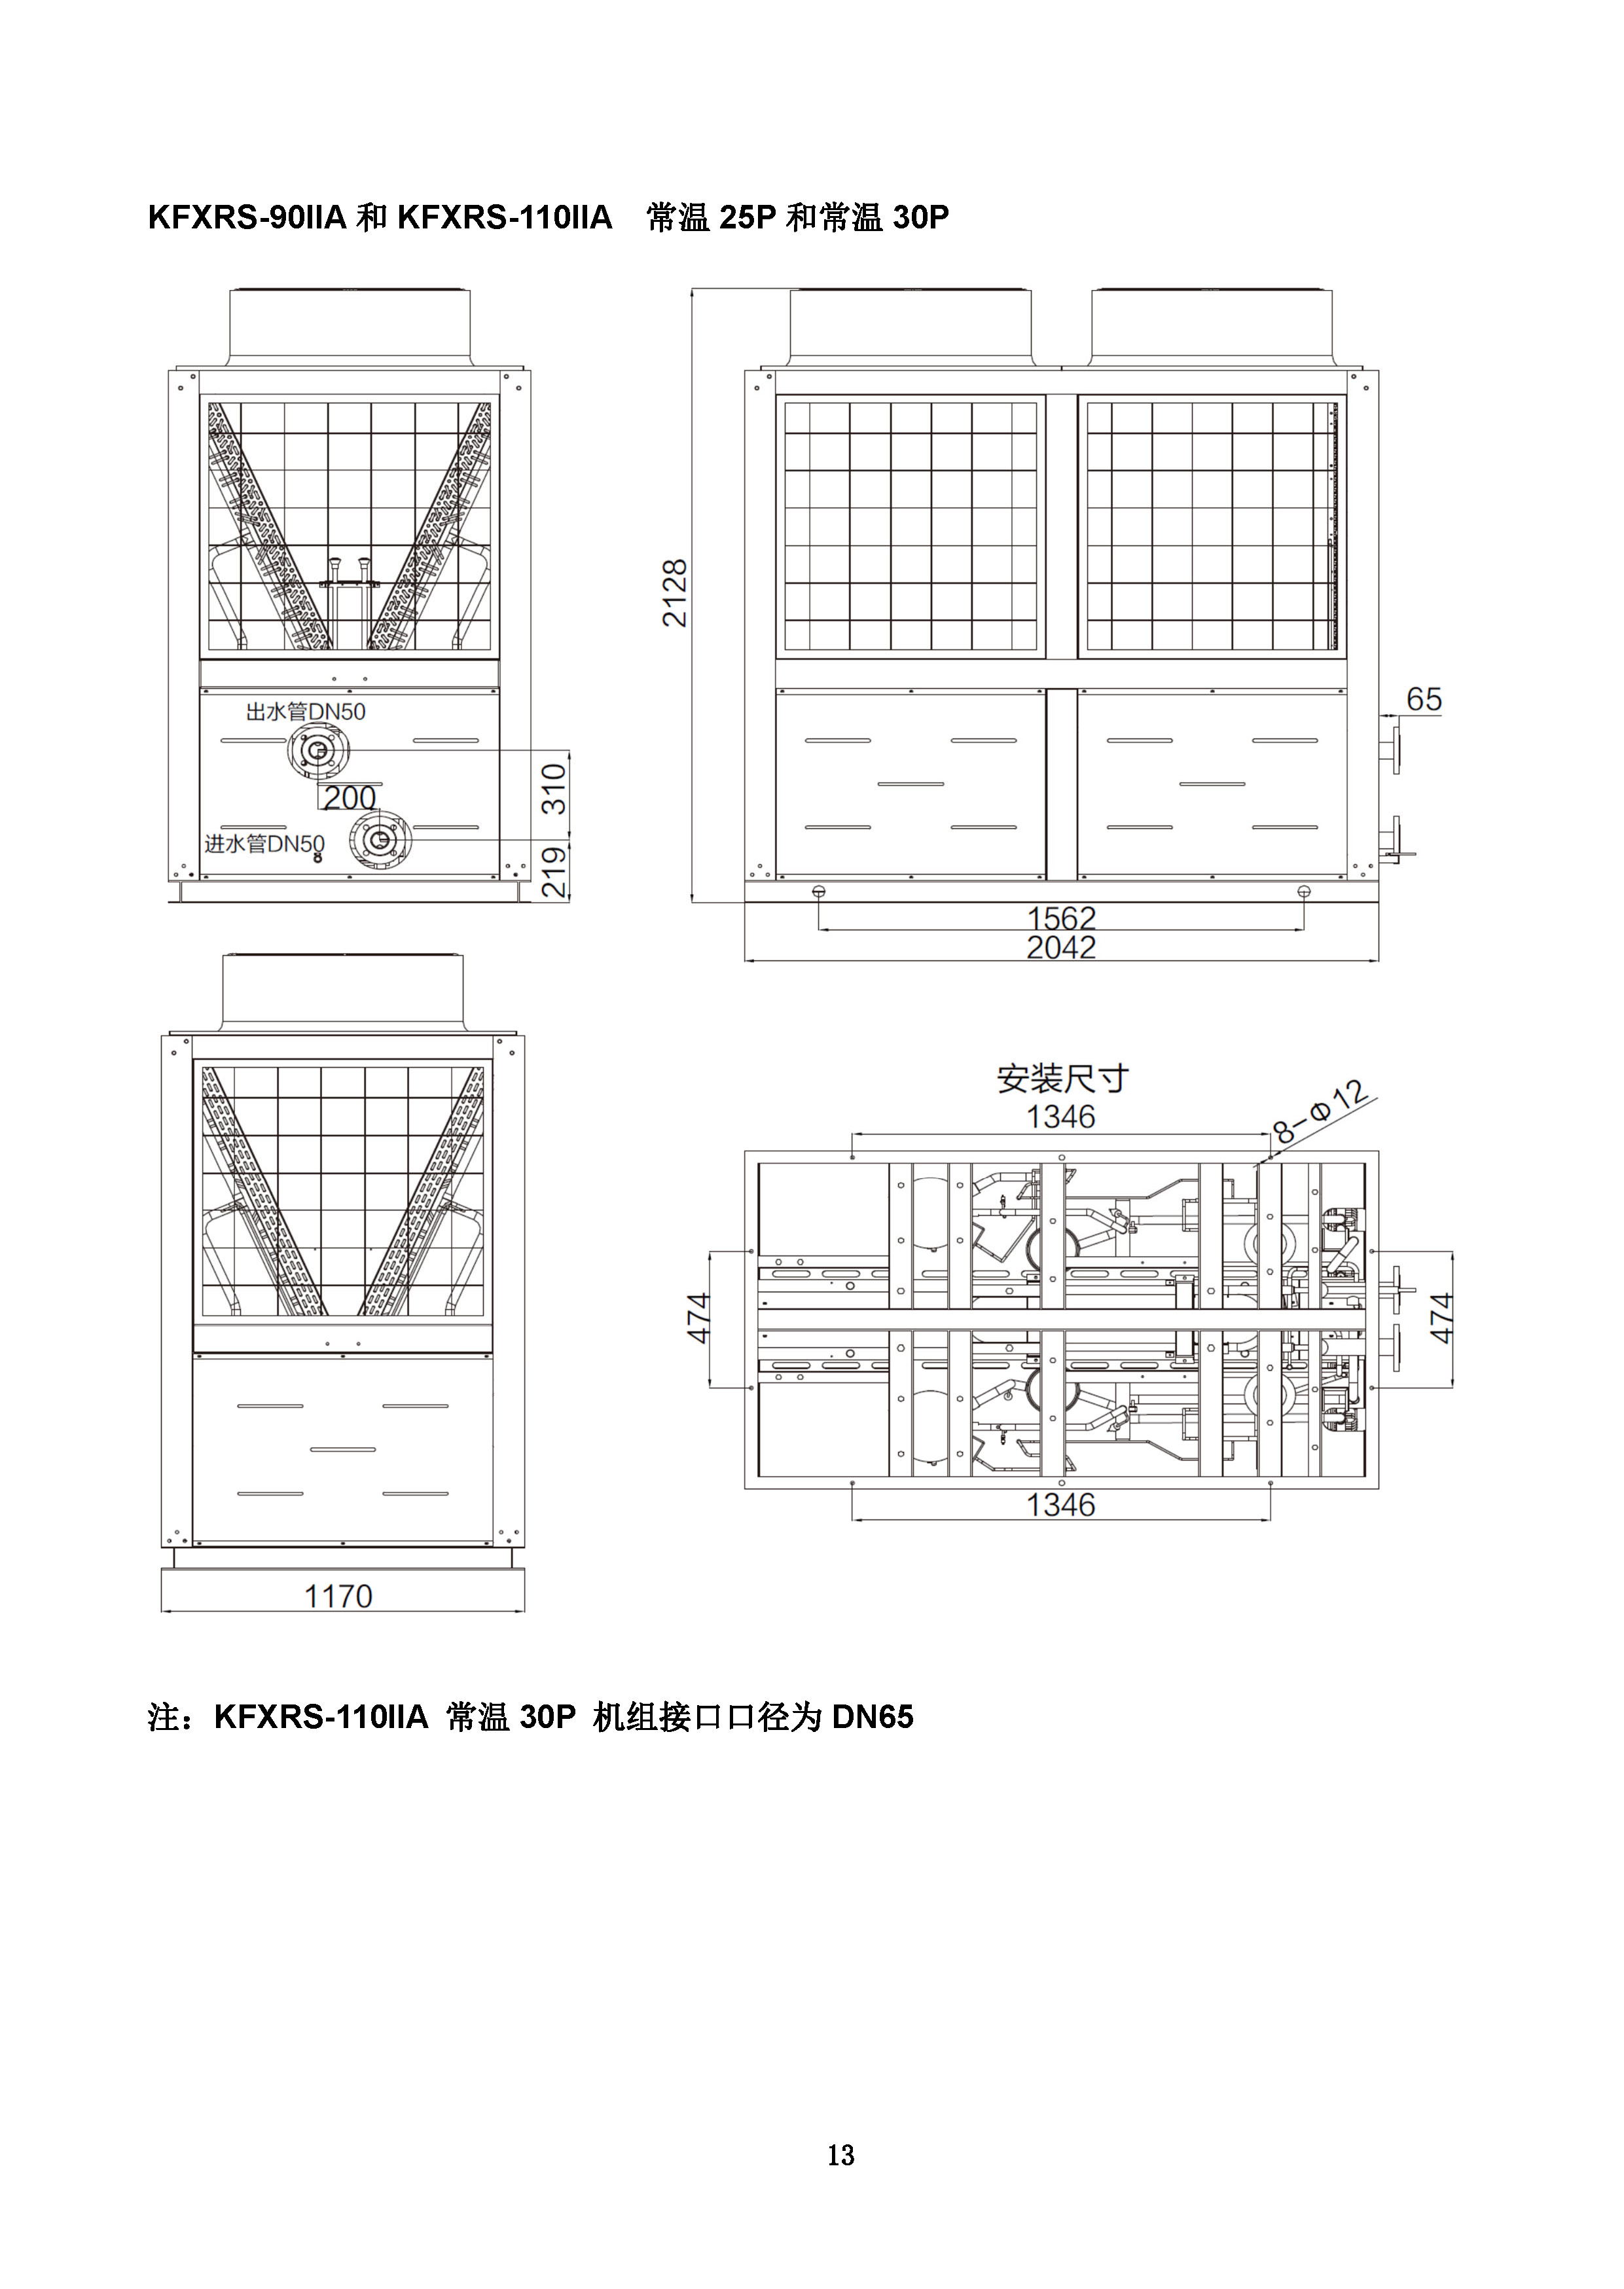 KFXRS-90IIA 和 KFXRS-110IIA 常温 25P 和常温 30P
出水管DN50
310
200
进水管DN50
219
2128
65
1562
2042
1170
安装尺寸
1346
8-Φ12
474
474
1346
注：KFXRS-110IIA 常温 30P 机组接口口径为 DN65
13